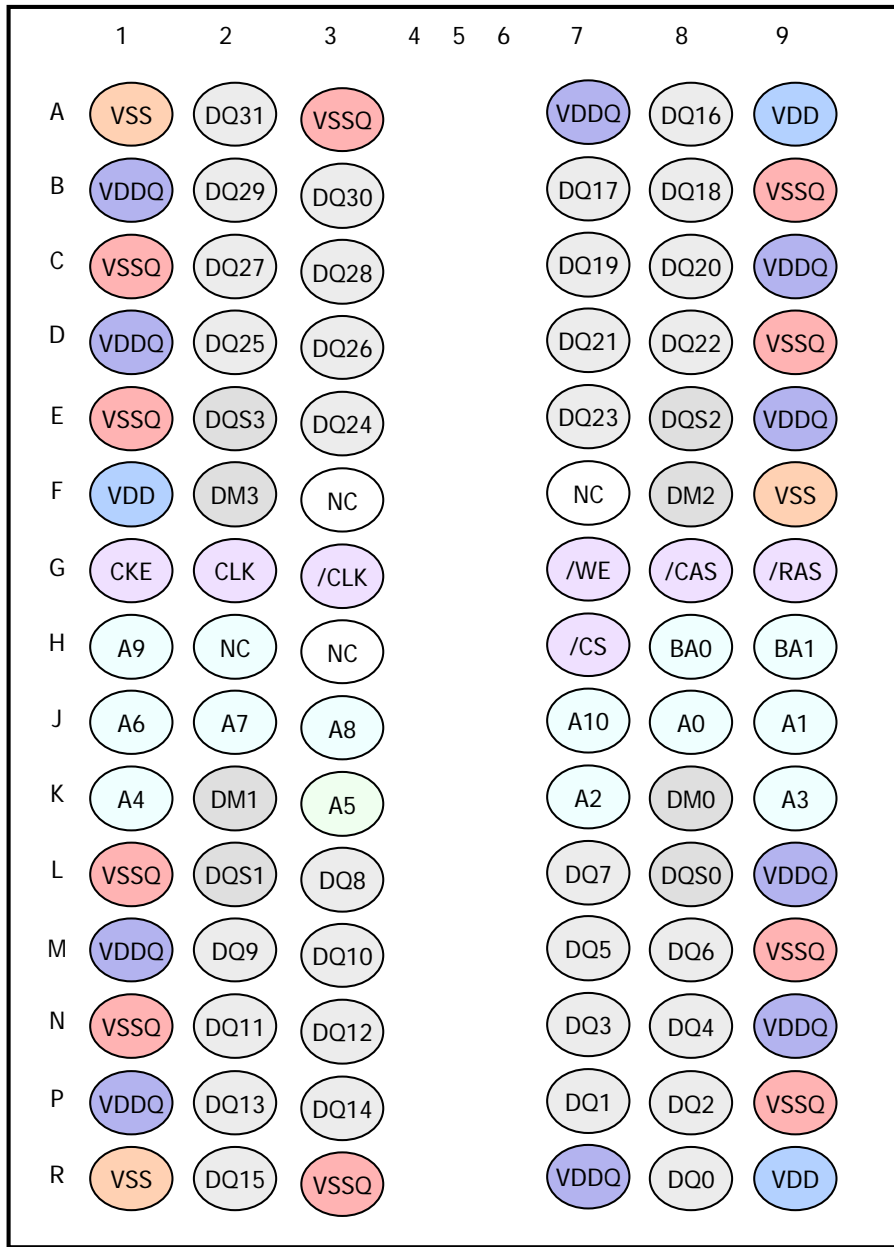 1 2 3 4 5 6 7 8 9
A VSS DQ31 VSSQ VDDQ DQ16 VDD
B VDDQ DQ29 DQ30 DQ17 DQ18 VSSQ
C VSSQ DQ27 DQ28 DQ19 DQ20 VDDQ
D VDDQ DQ25 DQ26 DQ21 DQ22 VSSQ
E VSSQ DQS3 DQ24 DQ23 DQS2 VDDQ
F VDD DM3 NC NC DM2 VSS
G CKE CLK /CLK /WE /CAS /RAS
H A9 NC NC /CS BA0 BA1
J A6 A7 A8 A10 A0 A1
K A4 DM1 A5 A2 DM0 A3
L VSSQ DQS1 DQ8 DQ7 DQS0 VDDQ
M VDDQ DQ9 DQ10 DQ5 DQ6 VSSQ
N VSSQ DQ11 DQ12 DQ3 DQ4 VDDQ
P VDDQ DQ13 DQ14 DQ1 DQ2 VSSQ
R VSS DQ15 VSSQ VDDQ DQ0 VDD